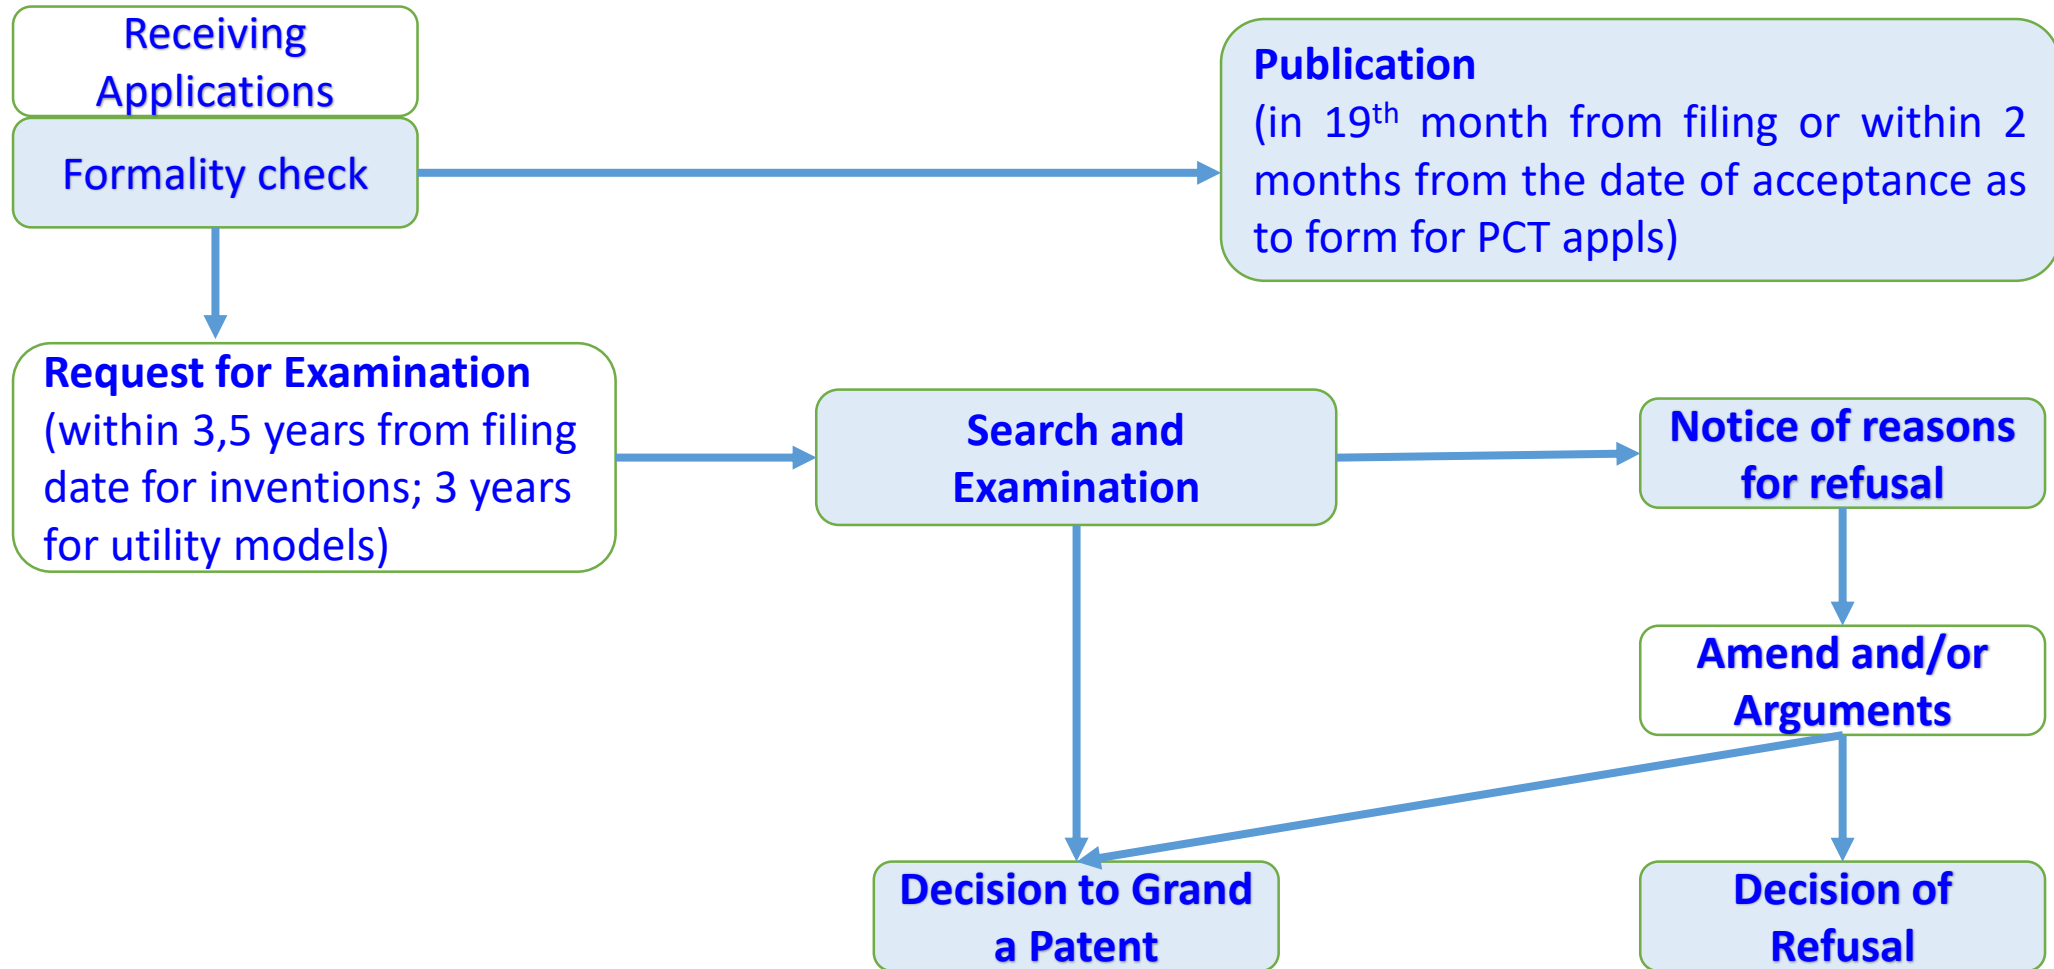 Receiving
Applications
Formality check
Publication
(in 19th month from filing or within 2
months from the date of acceptance as
to form for PCT appls)
Request for Examination
(within 3,5 years from filing
date for inventions; 3 years
for utility models)
Search and
Examination
Notice of reasons
for refusal
Amend and/or
Arguments
Decision to Grand
a Patent
Decision of
Refusal